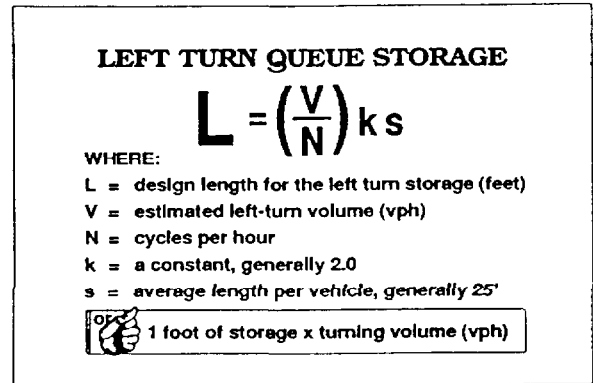 LEFT TURN QUEUE STORAGE
L = (V/N) k s
WHERE:
L = design length for the left turn storage (feet)
V = estimated left-turn volume (vph)
N = cycles per hour
k = a constant, generally 2.0
s = average length per vehicle, generally 25'
OR
1 foot of storage x turning volume (vph)